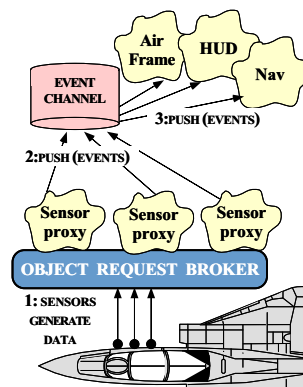 Air
Frame
HUD
Nav
EVENT
CHANNEL
3:PUSH (EVENTS)
2:PUSH (EVENTS)
Sensor
proxy
Sensor
proxy
Sensor
proxy
OBJECT REQUEST BROKER
1: SENSORS
GENERATE
DATA